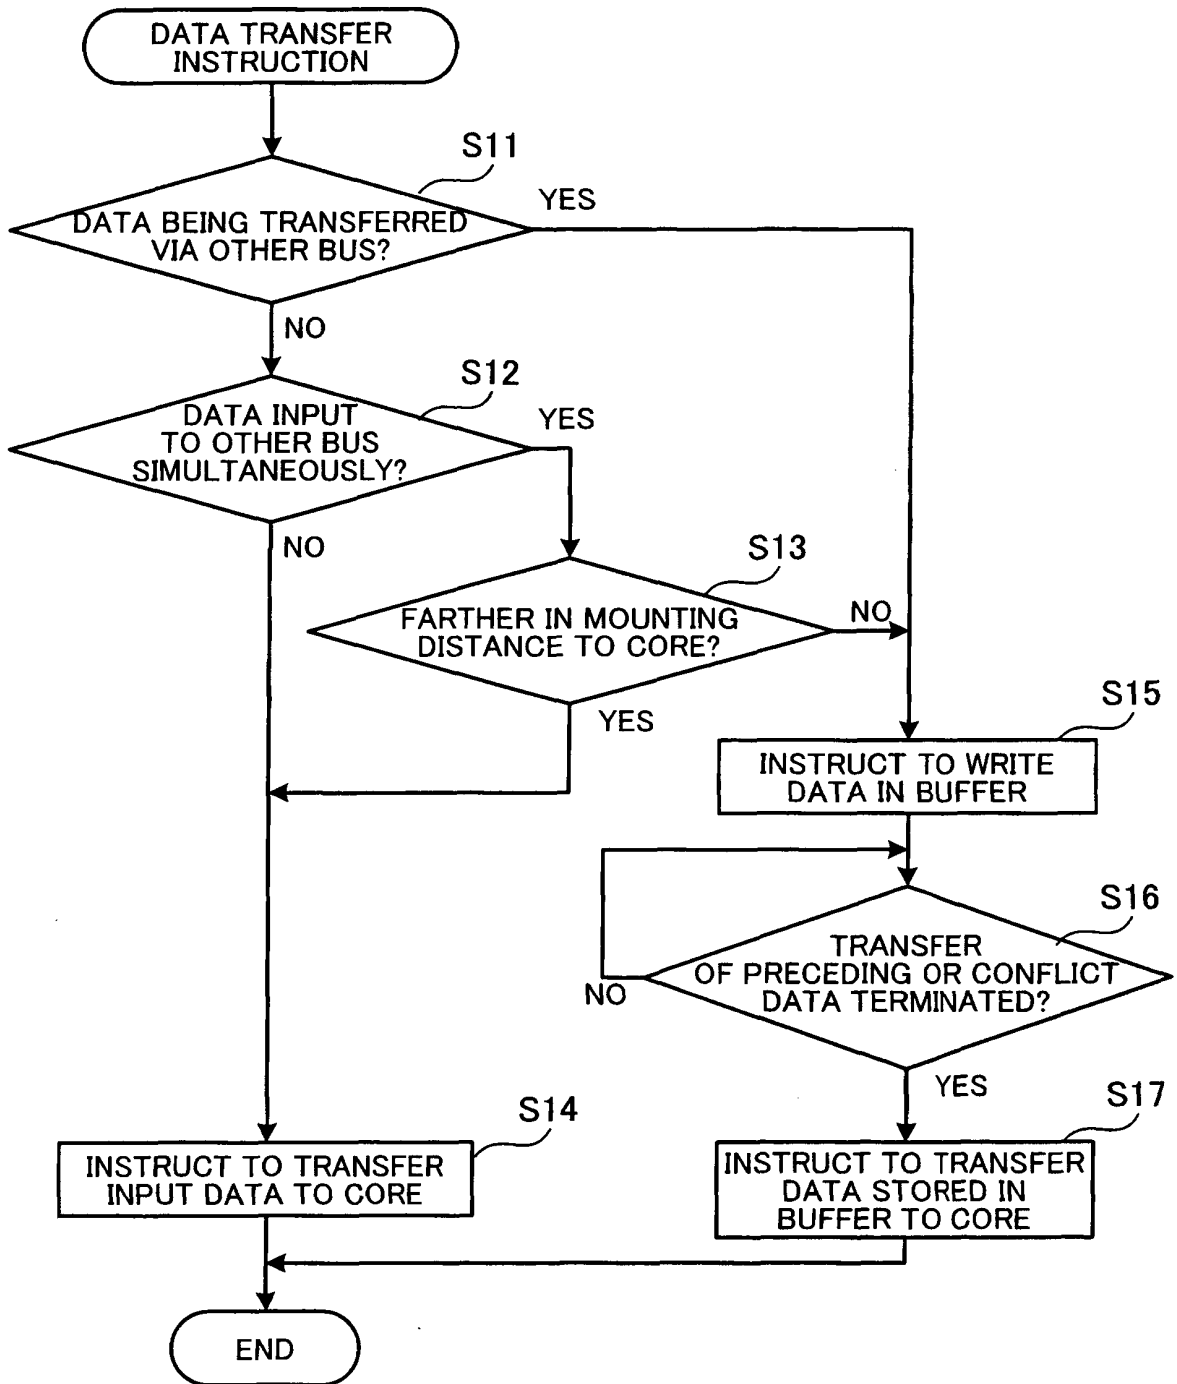 DATA TRANSFER
INSTRUCTION
S11
DATA BEING TRANSFERRED
VIA OTHER BUS?
YES
NO
S12
DATA INPUT
TO OTHER BUS
SIMULTANEOUSLY?
YES
NO
S13
FARTHER IN MOUNTING
DISTANCE TO CORE?
NO
YES
S15
INSTRUCT TO WRITE
DATA IN BUFFER
S16
TRANSFER
OF PRECEDING OR CONFLICT
DATA TERMINATED?
NO
YES
S14
INSTRUCT TO TRANSFER
INPUT DATA TO CORE
S17
INSTRUCT TO TRANSFER
DATA STORED IN
BUFFER TO CORE
END